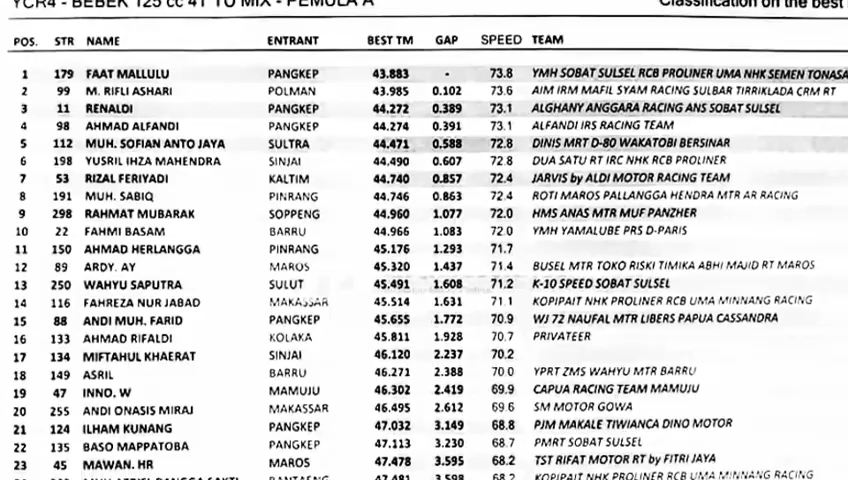 YCR4 - BEBEK 125 cc 4T TU MIX - PEMULA A Classification on the best
POS. STR NAME ENTRANT BEST TM GAP SPEED TEAM
1 179 FAAT MALLULU PANGKEP 43.883 - 73.8 YMH SOBAT SULSEL RCB PROLINER UMA NHK SEMEN TONASA
2 99 M. RIFLI ASHARI POLMAN 43.985 0.102 73.6 AIM IRM MAFIL SYAM RACING SULBAR TIRRIKLADA CRM RT
3 11 RENALDI PANGKEP 44.272 0.389 73.1 ALGHANY ANGGARA RACING ANS SOBAT SULSEL
4 98 AHMAD ALFANDI PANGKEP 44.274 0.391 73.1 ALFANDI IRS RACING TEAM
5 112 MUH. SOFIAN ANTO JAYA SULTRA 44.471 0.588 72.8 DINIS MRT D-80 WAKATOBI BERSINAR
6 198 YUSRIL IHZA MAHENDRA SINJAI 44.490 0.607 72.8 DUA SATU RT IRC NHK RCB PROLINER
7 53 RIZAL FERIYADI KALTIM 44.740 0.857 72.4 JARVIS by ALDI MOTOR RACING TEAM
8 191 MUH. SABIQ PINRANG 44.746 0.863 72.4 ROTI MAROS PALLANGGA HENDRA MTR AR RACING
9 298 RAHMAT MUBARAK SOPPENG 44.960 1.077 72.0 HMS ANAS MTR MUF PANZHER
10 22 FAHMI BASAM BARRU 44.966 1.083 72.0 YMH YAMALUBE PRS D-PARIS
11 150 AHMAD HERLANGGA PINRANG 45.176 1.293 71.7
12 89 ARDY. AY MAROS 45.320 1.437 71.4 BUSEL MTR TOKO RISKI TIMIKA ABHI MAJID RT MAROS
13 250 WAHYU SAPUTRA SULUT 45.491 1.608 71.2 K-10 SPEED SOBAT SULSEL
14 116 FAHREZA NUR JABAD MAKASSAR 45.514 1.631 71.1 KOPIPAIT NHK PROLINER RCB UMA MINNANG RACING
15 88 ANDI MUH. FARID PANGKEP 45.655 1.772 70.9 WJ 72 NAUFAL MTR LIBERS PAPUA CASSANDRA
16 133 AHMAD RIFALDI KOLAKA 45.811 1.928 70.7 PRIVATEER
17 134 MIFTAHUL KHAERAT SINJAI 46.120 2.237 70.2
18 149 ASRIL BARRU 46.271 2.388 70.0 YPRT ZMS WAHYU MTR BARRU
19 47 INNO. W MAMUJU 46.302 2.419 69.9 CAPUA RACING TEAM MAMUJU
20 255 ANDI ONASIS MIRAJ MAKASSAR 46.495 2.612 69.6 SM MOTOR GOWA
21 124 ILHAM KUNANG PANGKEP 47.032 3.149 68.8 PJM MAKALE TIWIANCA DINO MOTOR
22 135 BASO MAPPATOBA PANGKEP 47.113 3.230 68.7 PMRT SOBAT SULSEL
23 45 MAWAN. HR MAROS 47.478 3.595 68.2 TST RIFAT MOTOR RT by FITRI JAYA
BANTAENG 47.481 3.598 68.2 KOPIPAIT NHK PROLINER RCB UMA MINNANG RACING